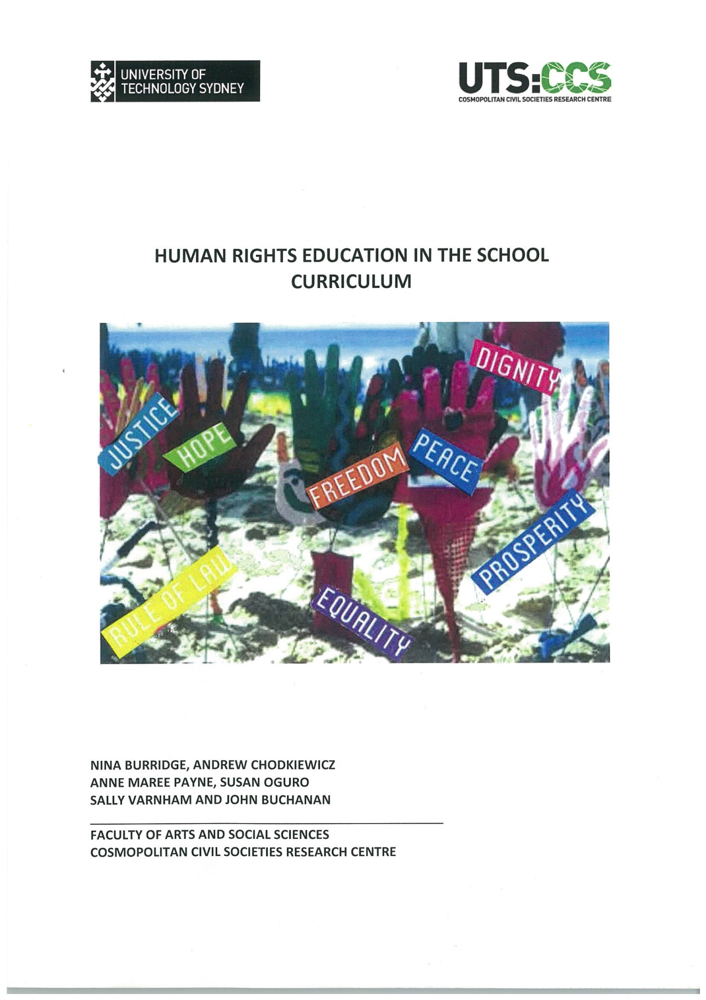 UNIVERSITY OF
TECHNOLOGY SYDNEY
UTS:CCS
COSMOPOLITAN CIVIL SOCIETIES RESEARCH CENTRE
HUMAN RIGHTS EDUCATION IN THE SCHOOL
CURRICULUM
DIGNITY
JUSTICE
HOPE
PEACE
FREEDOM
PROSPERITY
RULE OF LAW
EQUALITY
NINA BURRIDGE, ANDREW CHODKIEWICZ
ANNE MAREE PAYNE, SUSAN OGURO
SALLY VARNHAM AND JOHN BUCHANAN
FACULTY OF ARTS AND SOCIAL SCIENCES
COSMOPOLITAN CIVIL SOCIETIES RESEARCH CENTRE